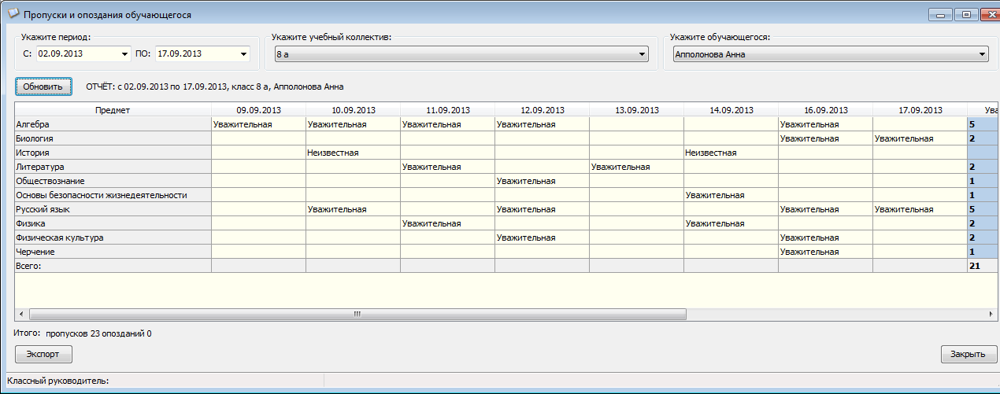 Пропуски и опоздания обучающегося
Укажите период: Укажите учебный коллектив: Укажите обучающегося:
С: 02.09.2013 ПО: 17.09.2013 8 а Апполонова Анна
Обновить ОТЧЁТ: с 02.09.2013 по 17.09.2013, класс 8 а, Апполонова Анна
Предмет 09.09.2013 10.09.2013 11.09.2013 12.09.2013 13.09.2013 14.09.2013 16.09.2013 17.09.2013 Ува
Алгебра Уважительная Уважительная Уважительная Уважительная Уважительная 5
Биология Уважительная Уважительная 2
История Неизвестная Неизвестная
Литература Уважительная Уважительная 2
Обществознание Уважительная 1
Основы безопасности жизнедеятельности Уважительная 1
Русский язык Уважительная Уважительная Уважительная Уважительная 5
Физика Уважительная Уважительная 2
Физическая культура Уважительная Уважительная 2
Черчение Уважительная 1
Всего: 21
Итого: пропусков 23 опозданий 0
Экспорт Закрыть
Классный руководитель: